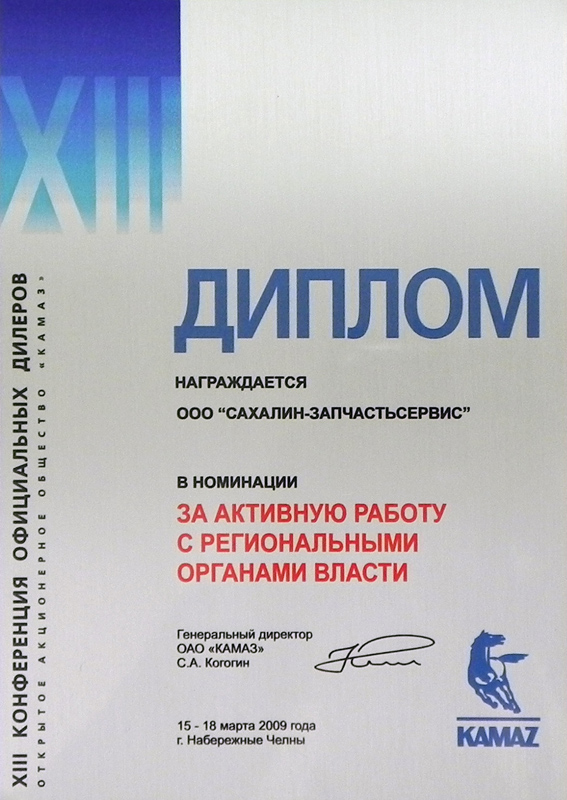 XIII
XIII КОНФЕРЕНЦИЯ ОФИЦИАЛЬНЫХ ДИЛЕРОВ
ОТКРЫТОЕ АКЦИОНЕРНОЕ ОБЩЕСТВО «КАМАЗ»
ДИПЛОМ
НАГРАЖДАЕТСЯ
ООО “САХАЛИН-ЗАПЧАСТЬСЕРВИС”
В НОМИНАЦИИ
ЗА АКТИВНУЮ РАБОТУ
С РЕГИОНАЛЬНЫМИ
ОРГАНАМИ ВЛАСТИ
Генеральный директор
ОАО «КАМАЗ»
С.А. Когогин
15 - 18 марта 2009 года
г. Набережные Челны
KAMAZ